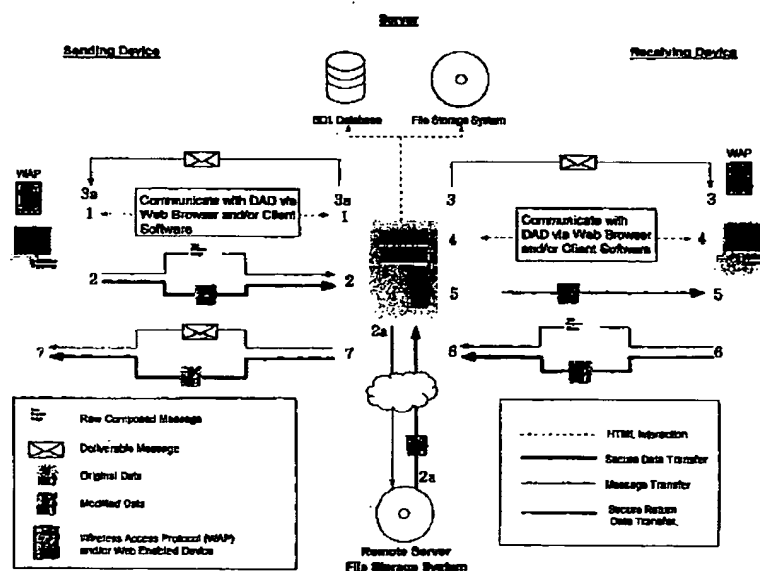 Server
Sending Device
Receiving Device
SQL Database
File Storage System
WAP
WAP
3a
3a
3
3
1
Communicate with DAD via
Web Browser and/or Client
Software
1
4
Communicate with
DAD via Web Browser
and/or Client Software
4
2
2
5
5
2a
7
7
6
6
2a
Raw Composed Message
Deliverable Message
Original Data
Modified Data
Wireless Access Protocol (WAP)
and/or Web Enabled Device
HTML Interaction
Secure Data Transfer
Message Transfer
Secure Return
Data Transfer.
Remote Server
File Storage System